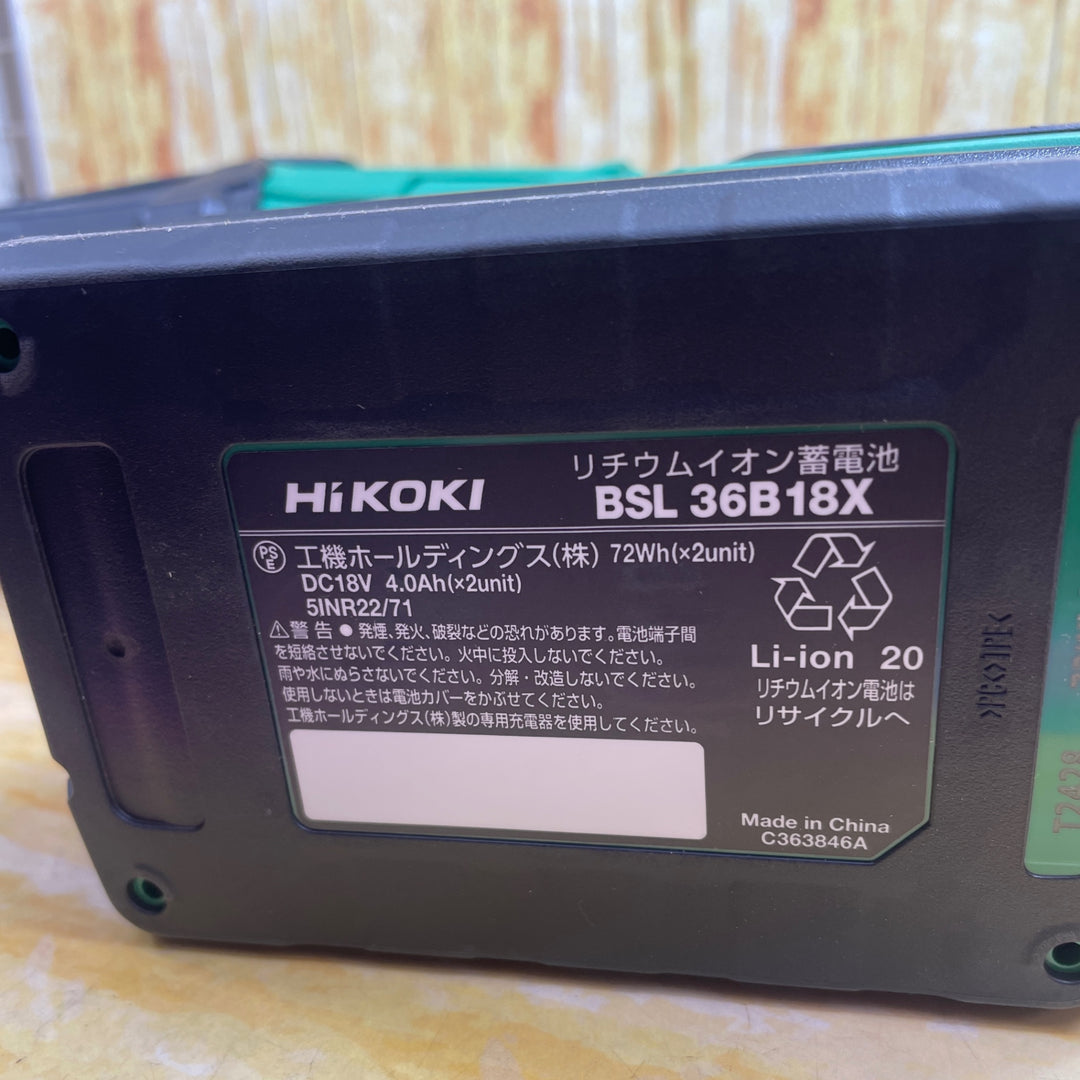 リチウムイオン蓄電池
HiKOKI BSL 36B18X
PSE 工機ホールディングス(株) 72Wh(×2unit)
DC18V 4.0Ah(×2unit)
5INR22/71
⚠警告 ● 発煙、発火、破裂などの恐れがあります。電池端子間
を短絡させないでください。火中に投入しないでください。
雨や水にぬらさないでください。分解・改造しないでください。
使用しないときは電池カバーをかぶせてください。
工機ホールディングス(株)製の専用充電器を使用してください。
Li-ion 20
リチウムイオン電池は
リサイクルへ
Made in China
C363846A
T2428